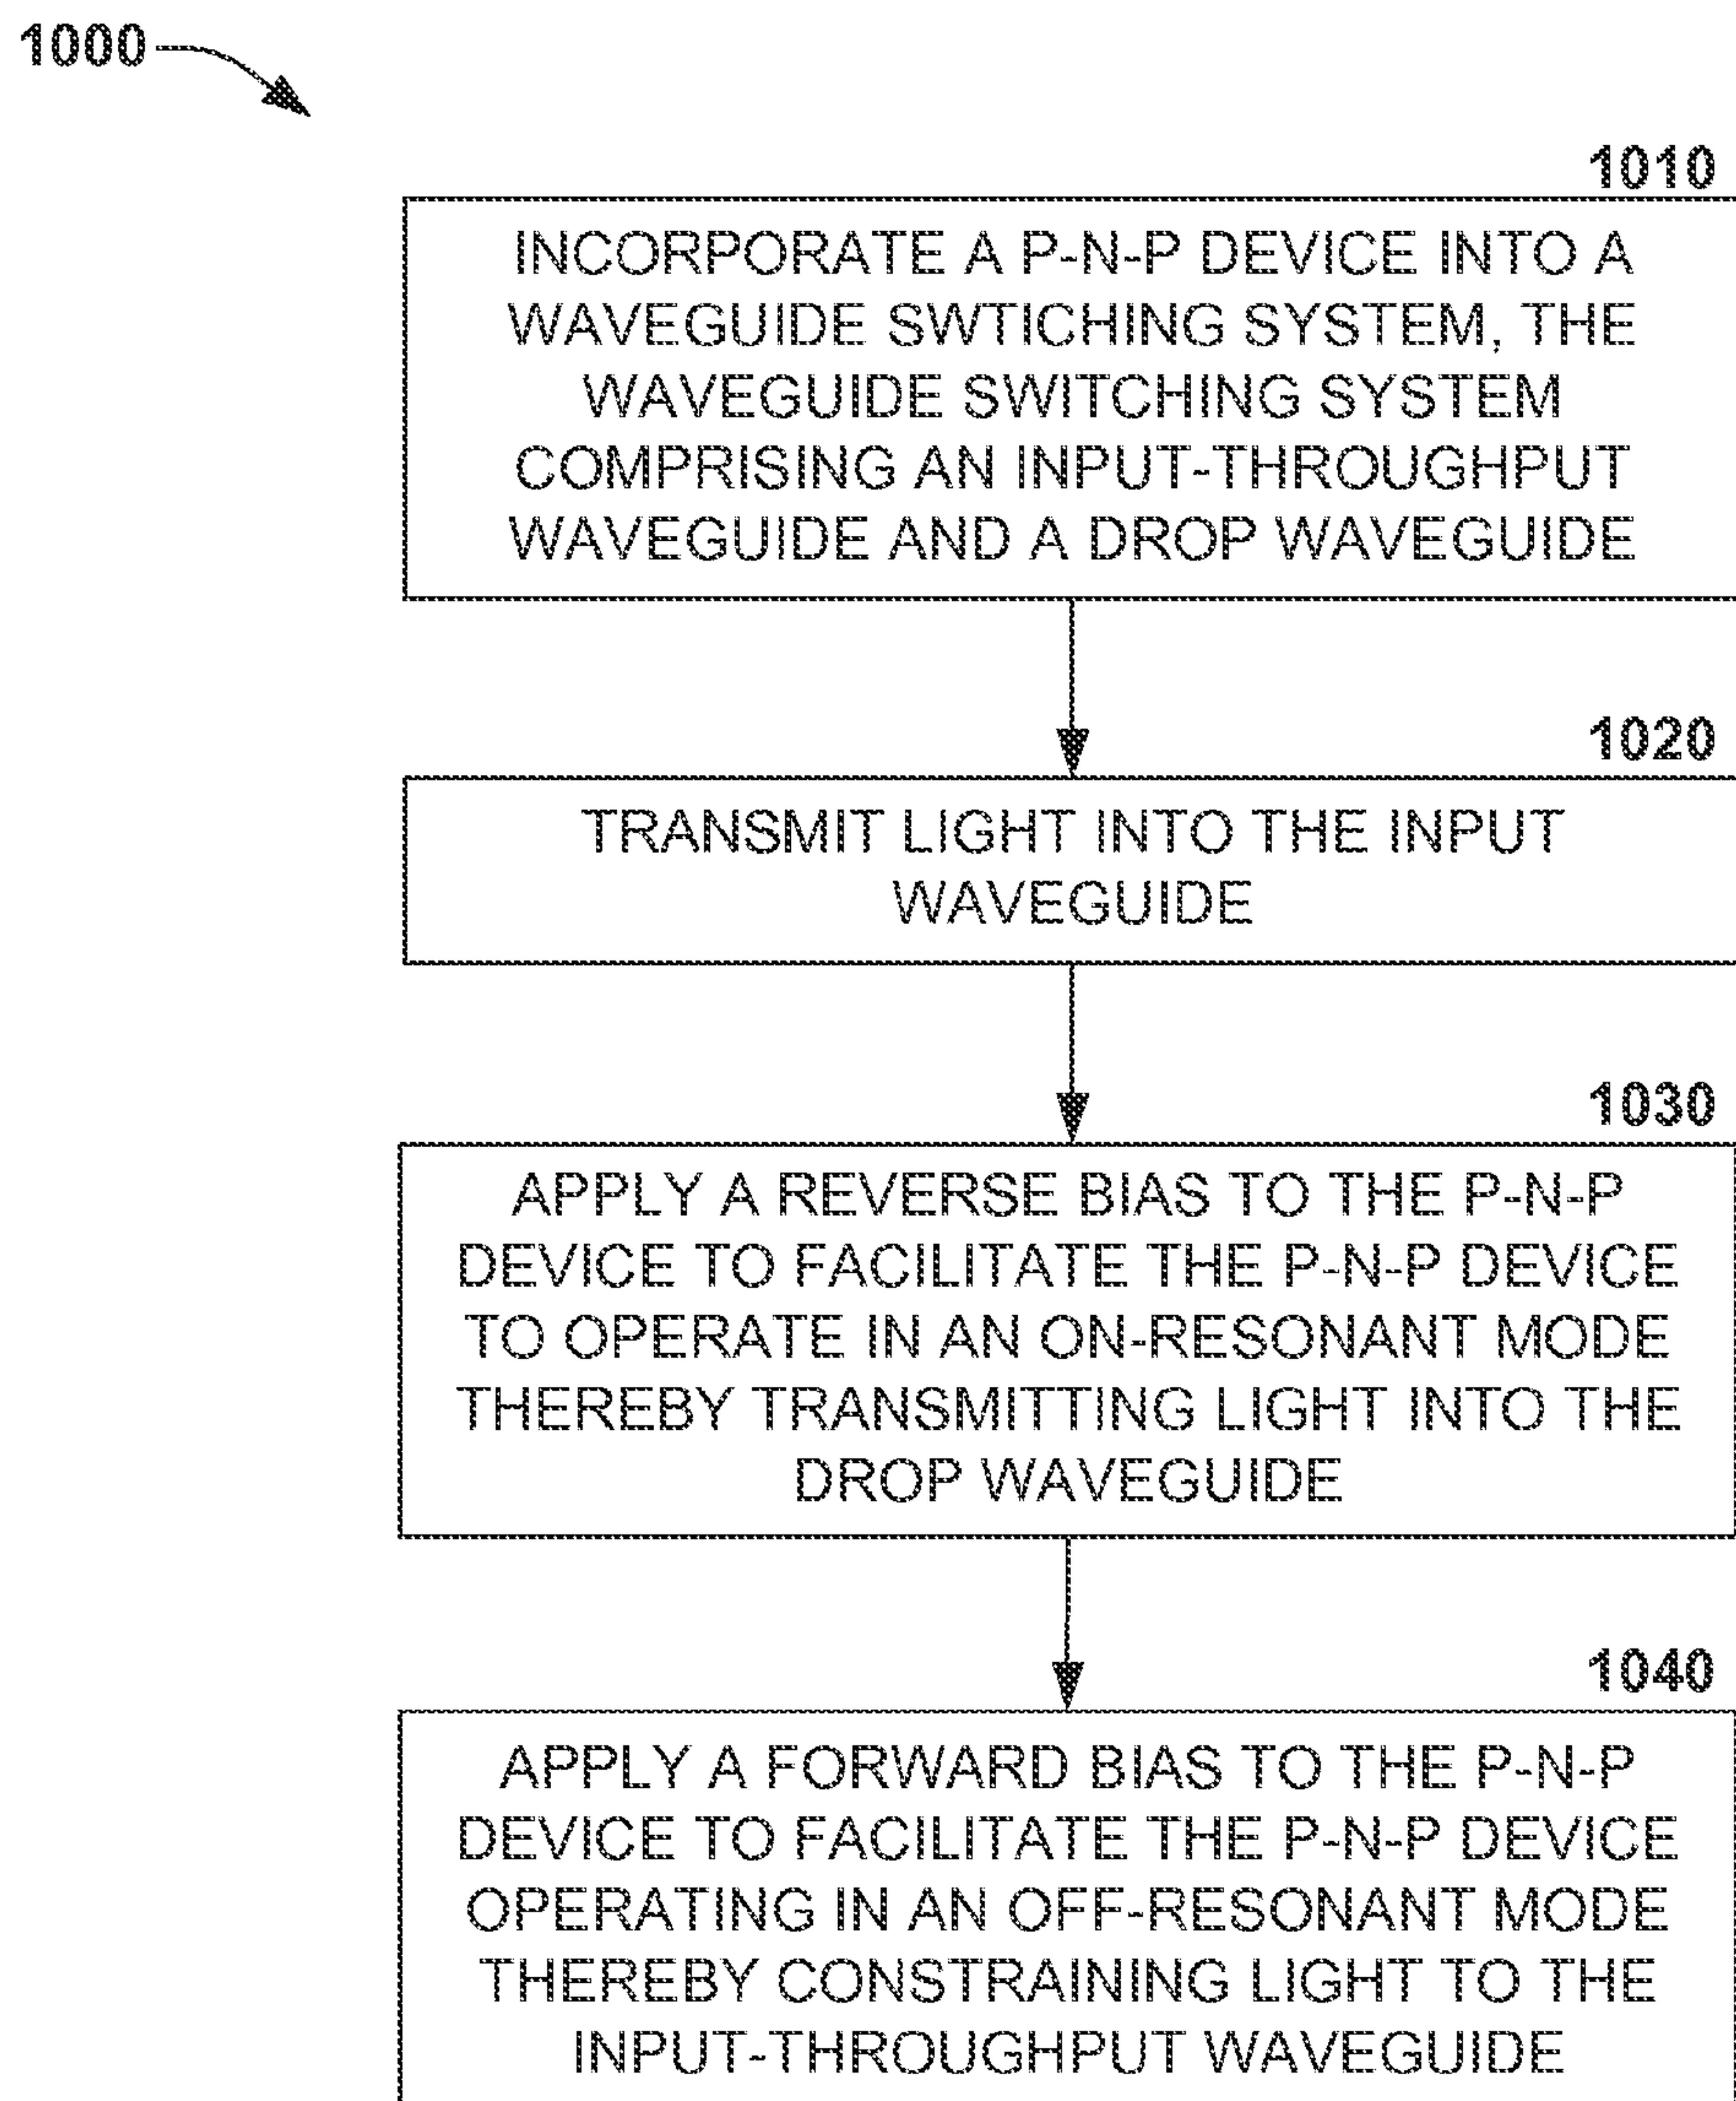 1000
1010
INCORPORATE A P-N-P DEVICE INTO A
WAVEGUIDE SWTICHING SYSTEM, THE
WAVEGUIDE SWITCHING SYSTEM
COMPRISING AN INPUT-THROUGHPUT
WAVEGUIDE AND A DROP WAVEGUIDE
1020
TRANSMIT LIGHT INTO THE INPUT
WAVEGUIDE
1030
APPLY A REVERSE BIAS TO THE P-N-P
DEVICE TO FACILITATE THE P-N-P DEVICE
TO OPERATE IN AN ON-RESONANT MODE
THEREBY TRANSMITTING LIGHT INTO THE
DROP WAVEGUIDE
1040
APPLY A FORWARD BIAS TO THE P-N-P
DEVICE TO FACILITATE THE P-N-P DEVICE
OPERATING IN AN OFF-RESONANT MODE
THEREBY CONSTRAINING LIGHT TO THE
INPUT-THROUGHPUT WAVEGUIDE